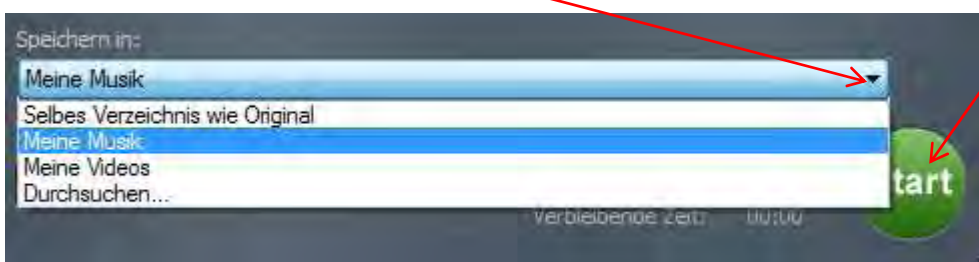 Speichern in:
Meine Musik
Selbes Verzeichnis wie Original
Meine Musik
Meine Videos
Durchsuchen...
tart
Verbleibende Zeit: 00:00